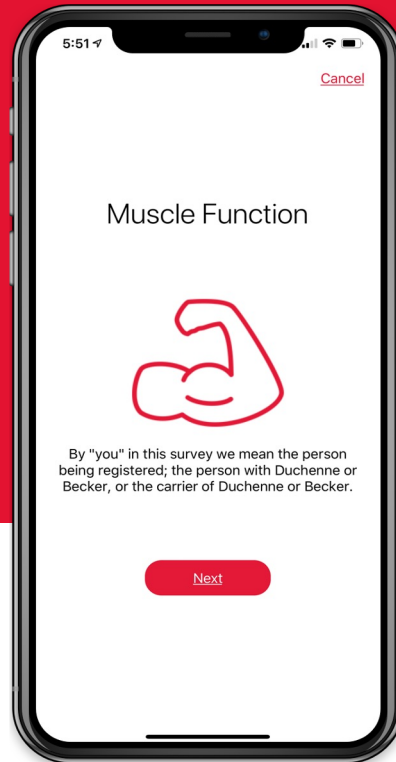 5:51
Cancel
Muscle Function
By "you" in this survey we mean the person
being registered; the person with Duchenne or
Becker, or the carrier of Duchenne or Becker.
Next